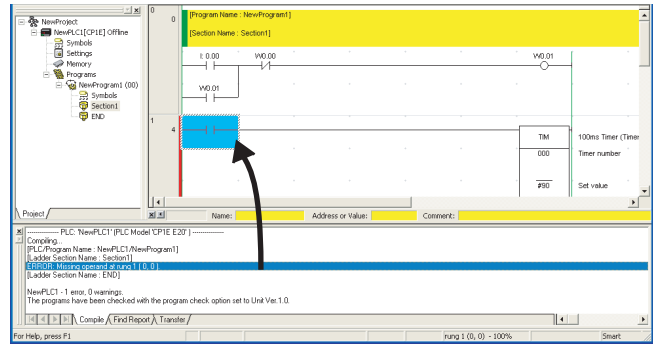 NewProject
NewPLC1[CP1E] Offline
Symbols
Settings
Memory
Programs
NewProgram1 (00)
Symbols
Section1
END
Project
0
0
[Program Name : NewProgram1]
[Section Name : Section1]
I: 0.00
W0.00
W0.01
W0.01
1
4
TIM
100ms Timer (Timer
000
Timer number
#90
Set value
Name:
Address or Value:
Comment:
-------------- PLC: 'NewPLC1' (PLC Model 'CP1E E20' ) --------------
Compiling...
[PLC/Program Name : NewPLC1/NewProgram1]
[Ladder Section Name : Section1]
ERROR: Missing operand at rung 1 ( 0, 0 ).
[Ladder Section Name : END]
NewPLC1 - 1 error, 0 warnings.
The programs have been checked with the program check option set to Unit Ver.1.0.
Compile
Find Report
Transfer
For Help, press F1
rung 1 (0, 0) - 100%
Smart